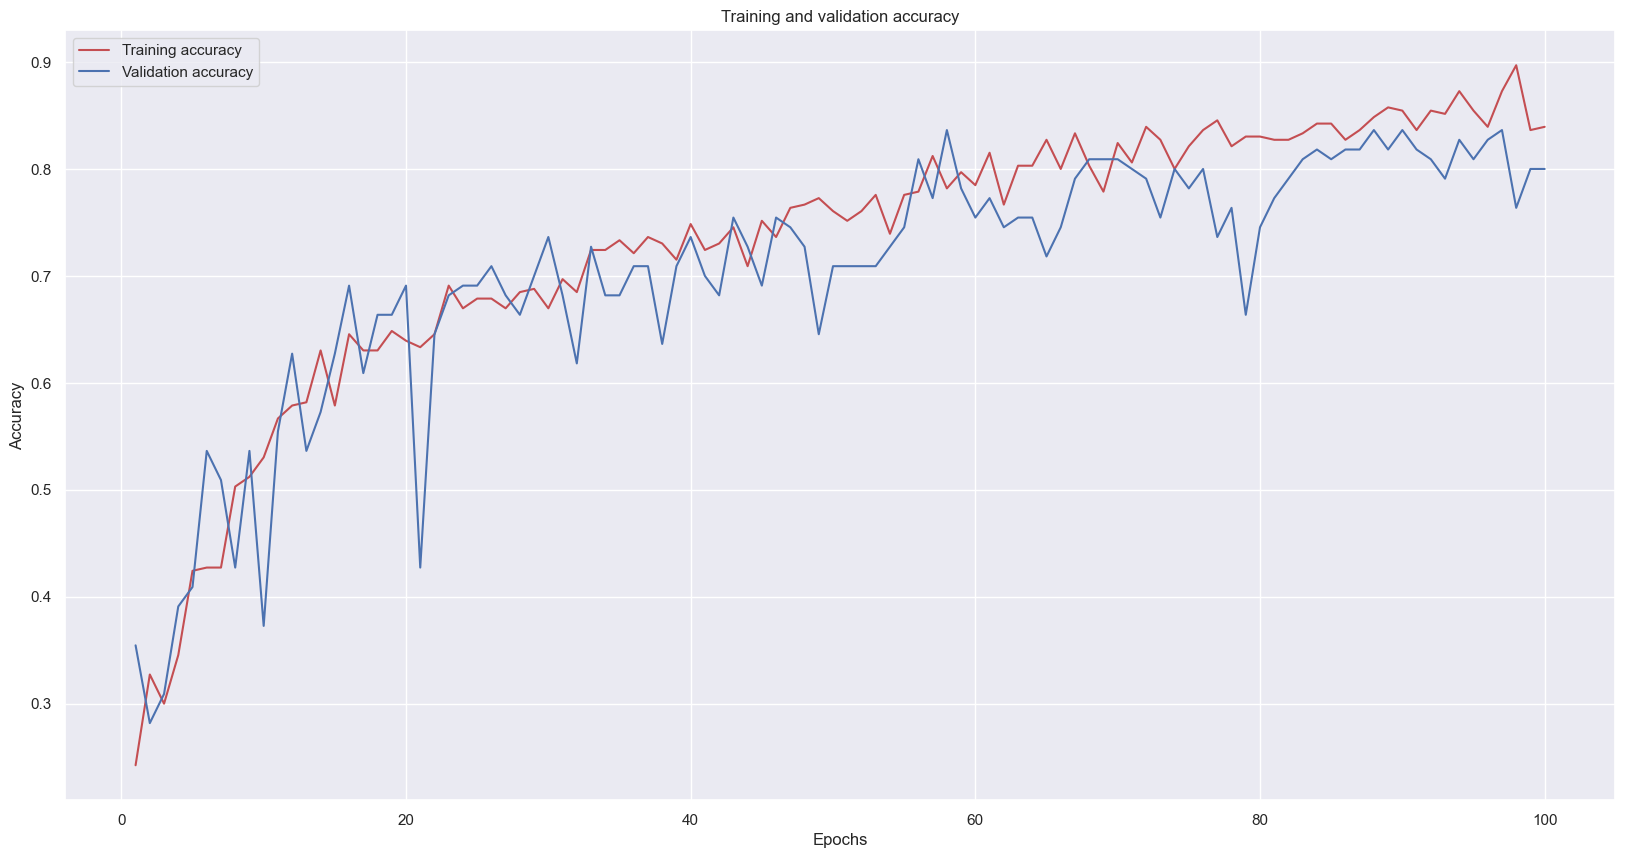 Training and validation accuracy
Training accuracy
Validation accuracy
0.9
0.8
0.7
0.6
0.5
0.4
0.3
Accuracy
0 20 40 60 80 100
Epochs